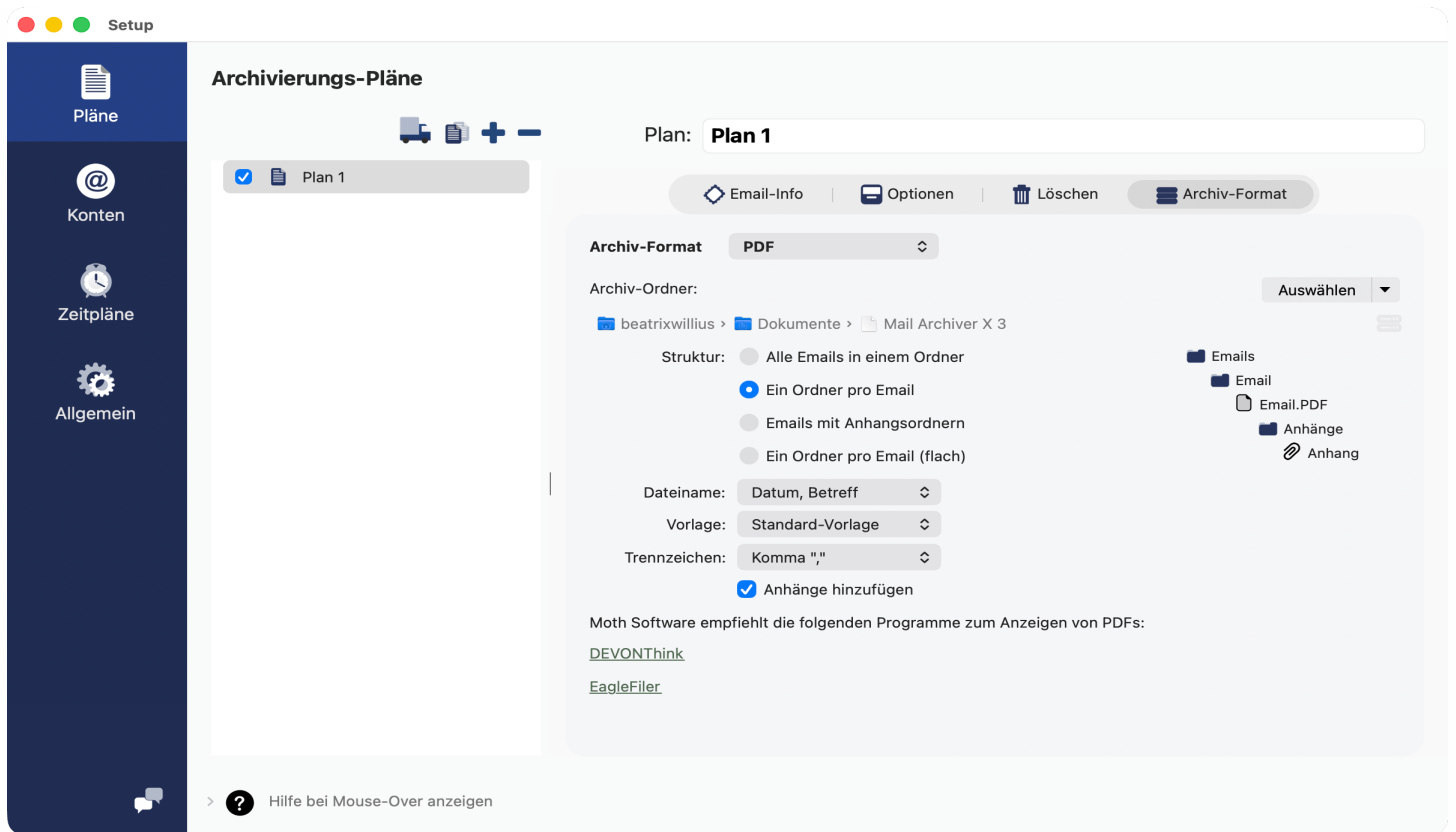 Setup
Pläne
Konten
Zeitpläne
Allgemein
Archivierungs-Pläne
Plan 1
Plan: Plan 1
Email-Info | Optionen | Löschen Archiv-Format
Archiv-Format PDF
Archiv-Ordner: Auswählen
beatrixwillius › Dokumente › Mail Archiver X 3
Struktur: Alle Emails in einem Ordner
Ein Ordner pro Email
Emails mit Anhangsordnern
Ein Ordner pro Email (flach)
Emails
Email
Email.PDF
Anhänge
Anhang
Dateiname: Datum, Betreff
Vorlage: Standard-Vorlage
Trennzeichen: Komma ","
Anhänge hinzufügen
Moth Software empfiehlt die folgenden Programme zum Anzeigen von PDFs:
DEVONThink
EagleFiler
› ? Hilfe bei Mouse-Over anzeigen